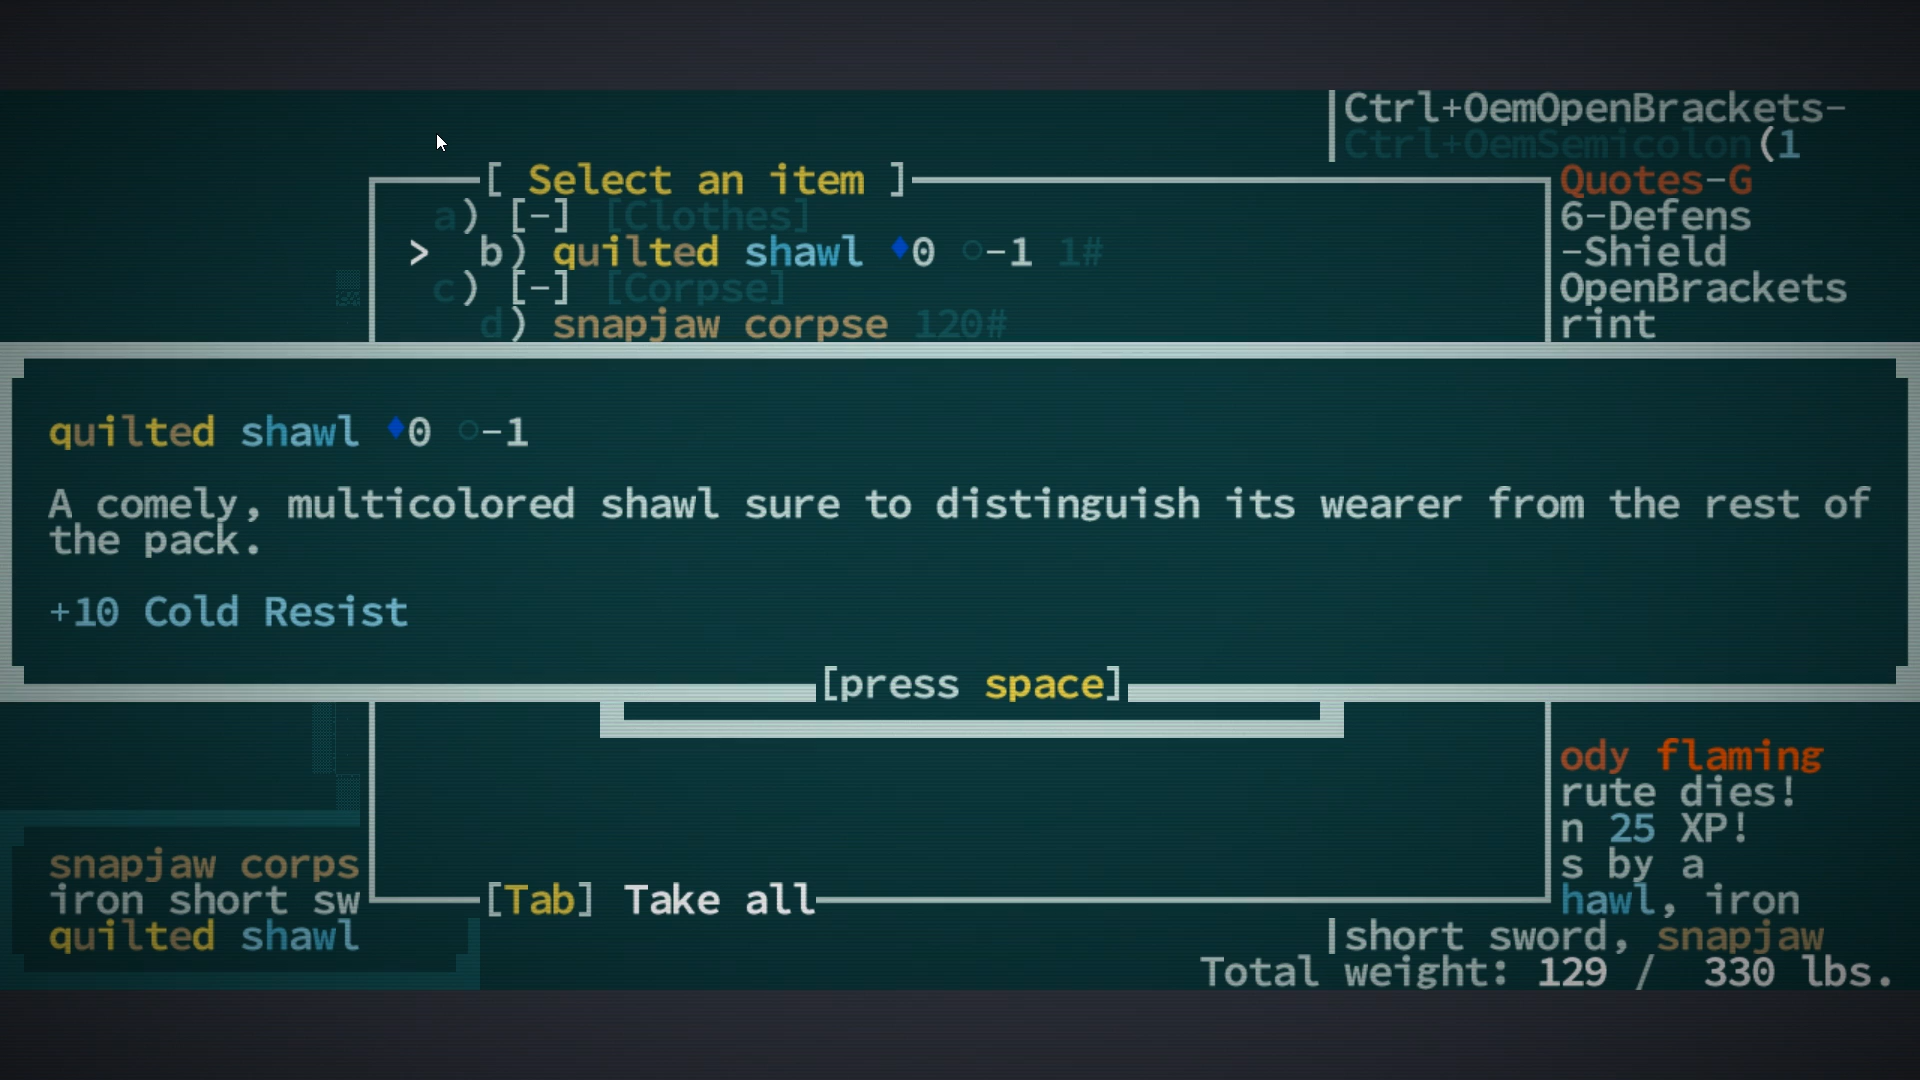 Ctrl+OemOpenBrackets-
Ctrl+OemSemicolon(1
[ Select an item ]
Quotes-G
a) [-] [Clothes]
6-Defens
> b) quilted shawl ♦0 ○-1 1#
-Shield
c) [-] [Corpse]
OpenBrackets
d) snapjaw corpse 120#
rint
quilted shawl ♦0 ○-1
A comely, multicolored shawl sure to distinguish its wearer from the rest of
the pack.
+10 Cold Resist
[press space]
ody flaming
rute dies!
n 25 XP!
snapjaw corps
s by a
iron short sw
[Tab] Take all
hawl, iron
quilted shawl
|short sword, snapjaw
Total weight: 129 / 330 lbs.